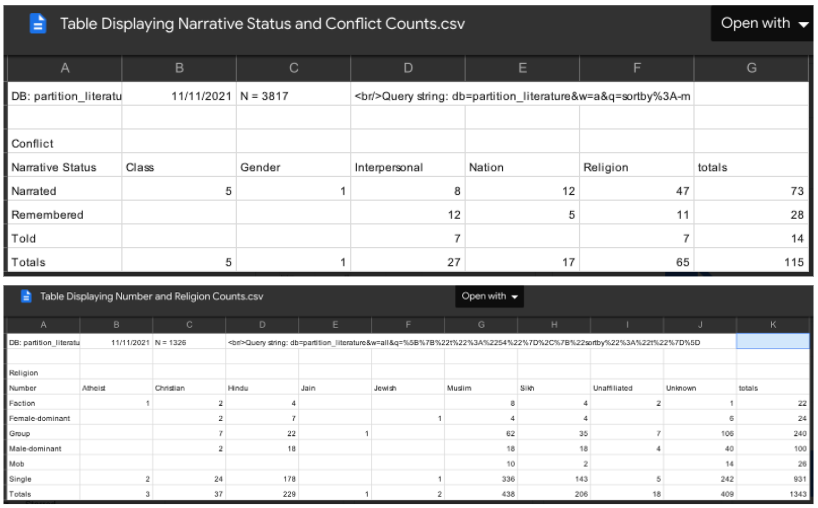 Table Displaying Narrative Status and Conflict Counts.csv Open with
A B C D E F G
DB: partition_literatu 11/11/2021 N = 3817 <br/>Query string: db=partition_literature&w=a&q=sortby%3A-m
Conflict
Narrative Status Class Gender Interpersonal Nation Religion totals
Narrated 5 1 8 12 47 73
Remembered 12 5 11 28
Told 7 7 14
Totals 5 1 27 17 65 115
Table Displaying Number and Religion Counts.csv Open with
A B C D E F G H I J K
DB: partition_literatu 11/11/2021 N = 1326 <br/>Query string: db=partition_literature&w=all&q=%5B%7B%22t%22%3A%2254%22%7D%2C%7B%22sortby%22%3A%22t%22%7D%5D
Religion
Number Atheist Christian Hindu Jain Jewish Muslim Sikh Unaffiliated Unknown totals
Faction 1 2 4 8 4 2 1 22
Female-dominant 2 7 1 4 4 6 24
Group 7 22 1 62 35 7 106 240
Male-dominant 2 18 18 18 4 40 100
Mob 10 2 14 26
Single 2 24 178 1 336 143 5 242 931
Totals 3 37 229 1 2 438 206 18 409 1343